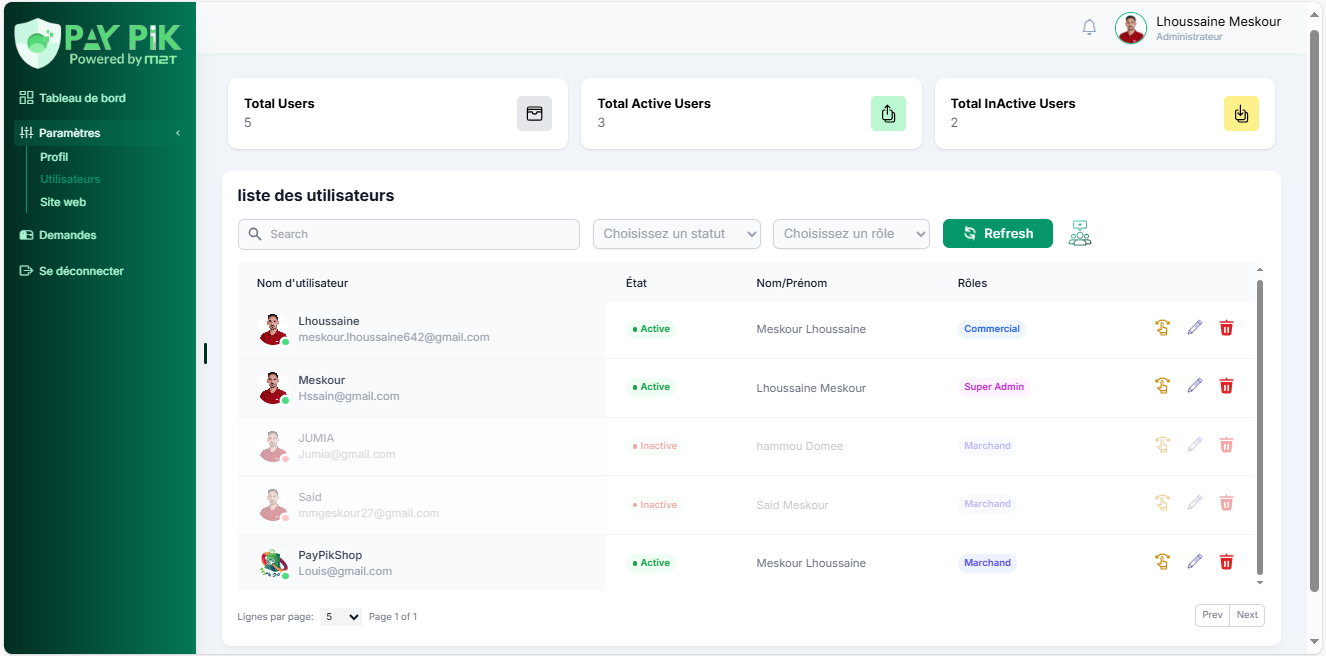 PAY PIK
Powered by M2T
Lhoussaine Meskour
Administrateur
Tableau de bord
Paramètres
Profil
Utilisateurs
Site web
Demandes
Se déconnecter
Total Users
5
Total Active Users
3
Total InActive Users
2
liste des utilisateurs
Search
Choisissez un statut
Choisissez un rôle
Refresh
Nom d'utilisateur État Nom/Prénom Rôles
Lhoussaine
meskour.lhoussaine642@gmail.com
Active Meskour Lhoussaine Commercial
Meskour
Hssain@gmail.com
Active Lhoussaine Meskour Super Admin
JUMIA
Jumia@gmail.com
Inactive hammou Domee Marchand
Said
mmgeskour27@gmail.com
Inactive Said Meskour Marchand
PayPikShop
Louis@gmail.com
Active Meskour Lhoussaine Marchand
Lignes par page: 5 Page 1 of 1
Prev Next